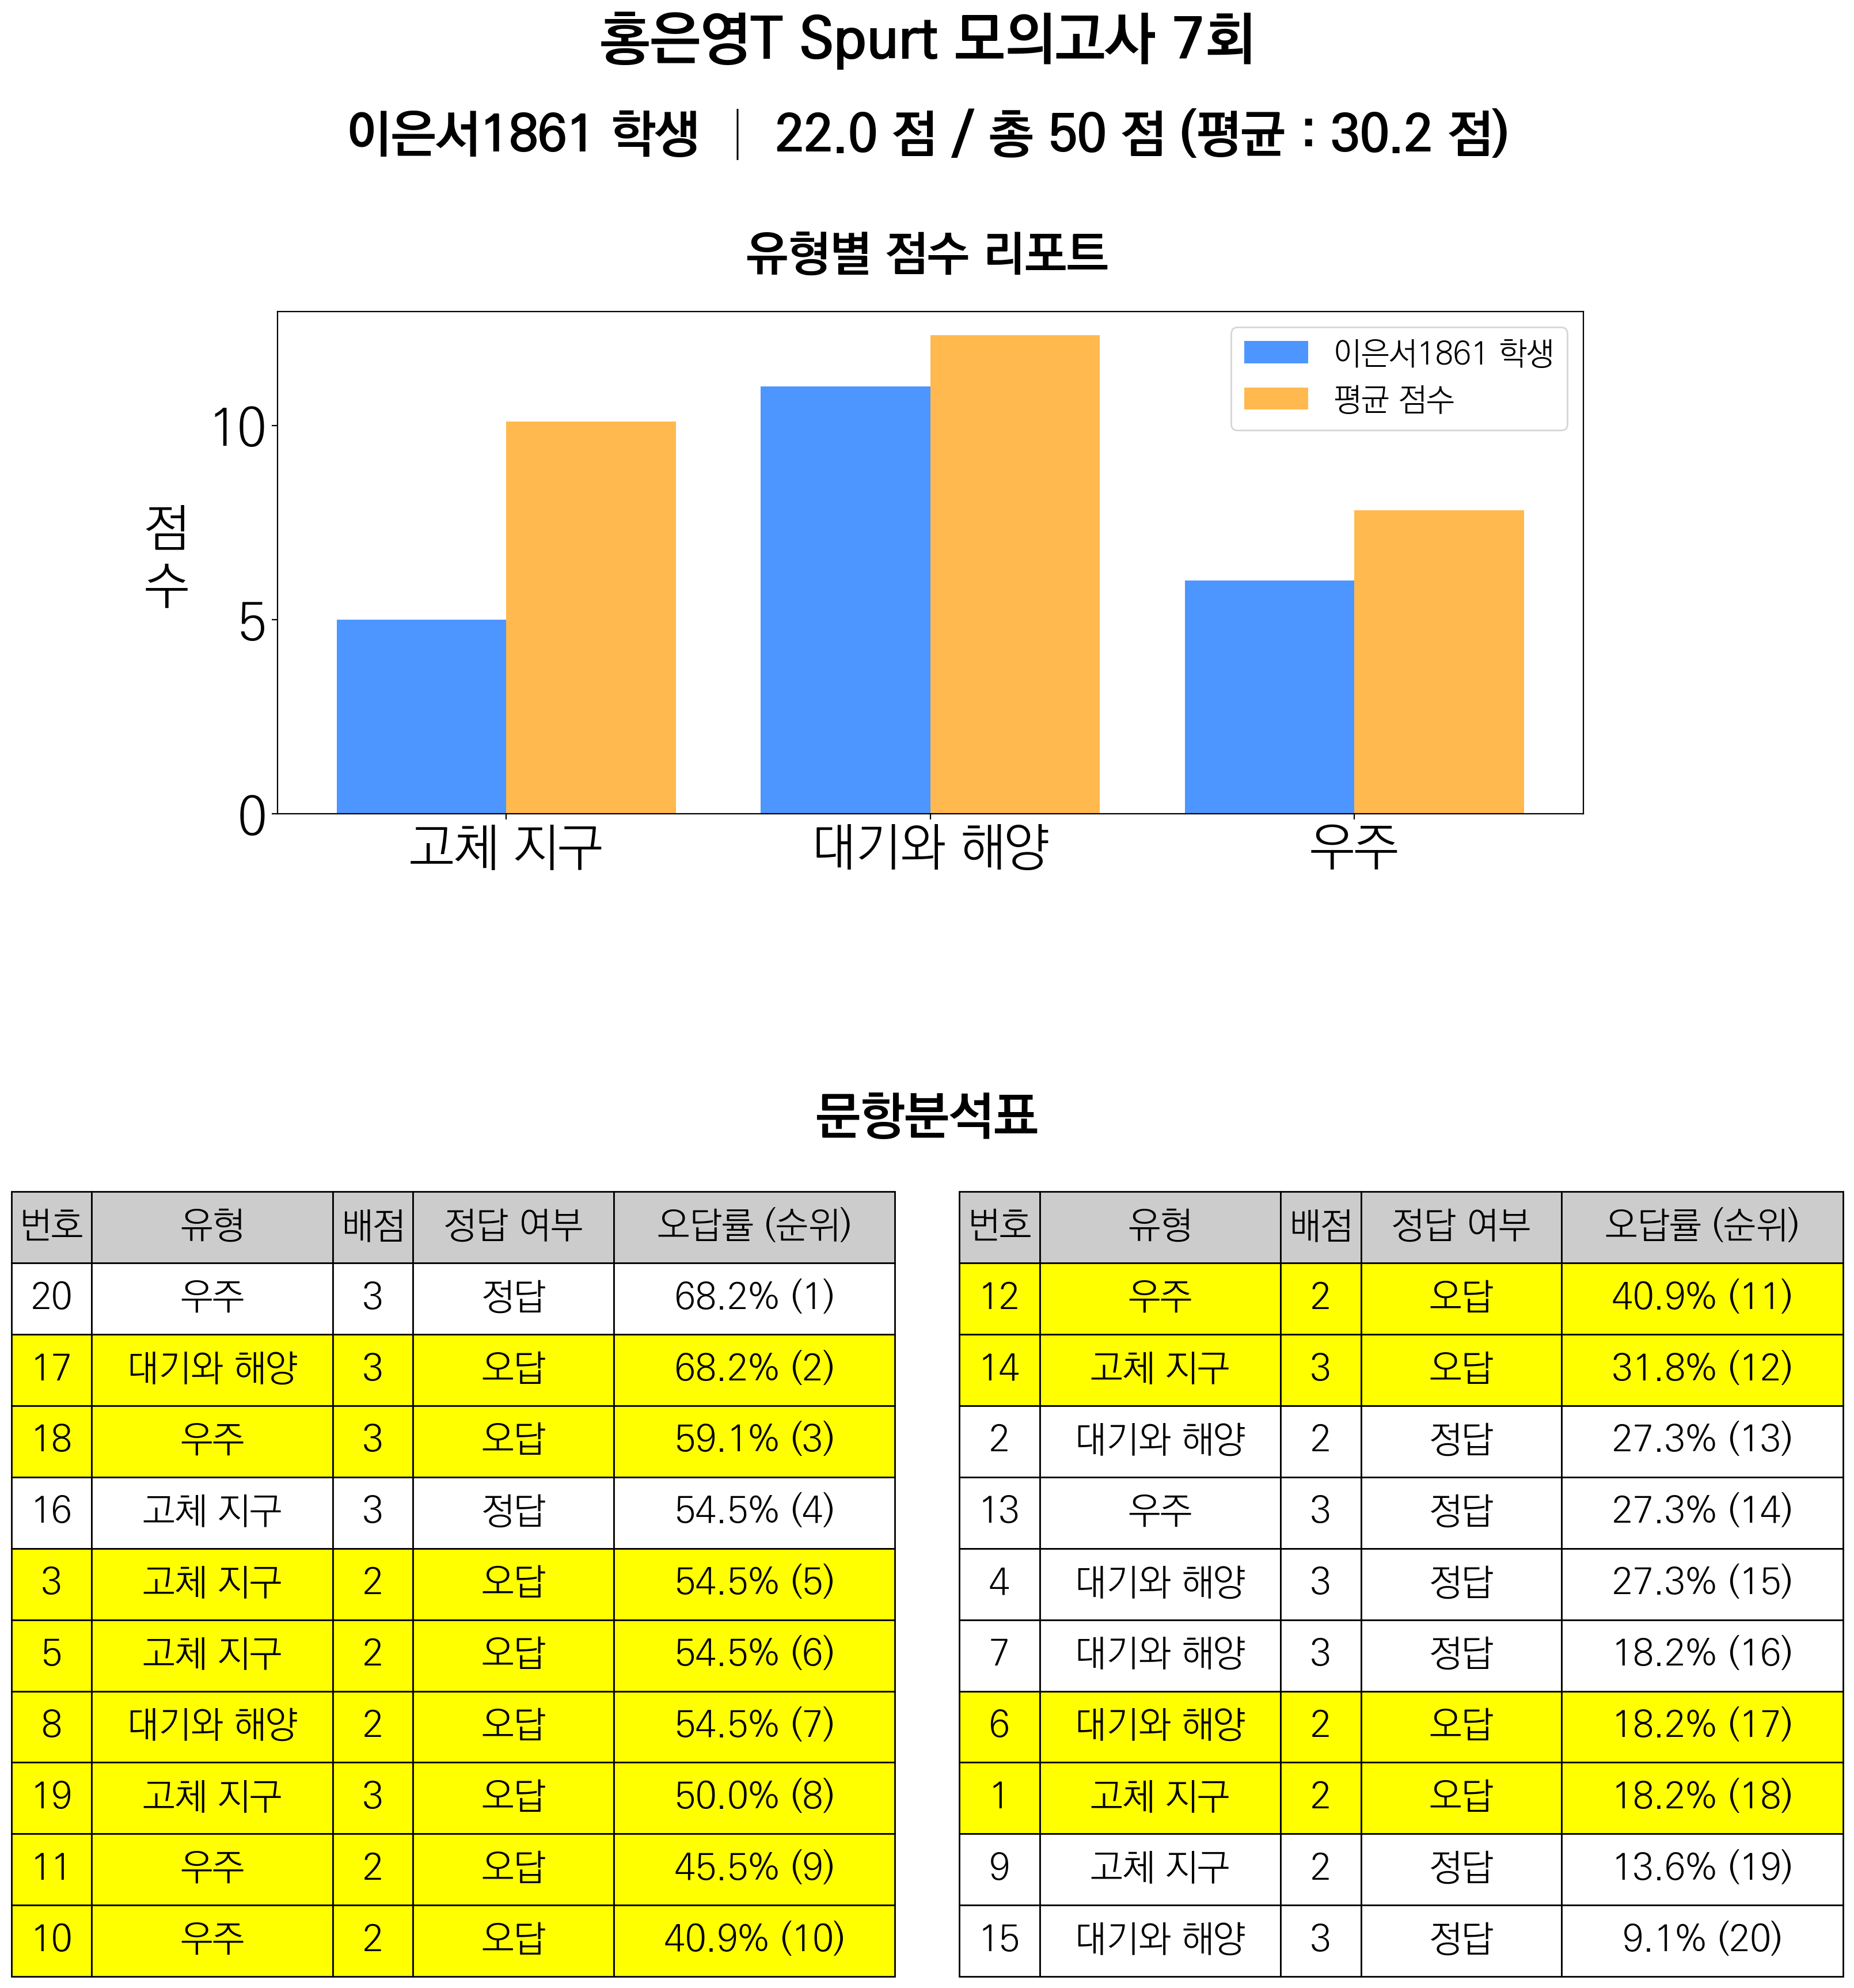 홍은영T Spurt 모의고사 7회
이은서1861 학생 | 22.0 점 / 총 50 점 (평균 : 30.2 점)
유형별 점수 리포트
이은서1861 학생
평균 점수
점
수
10
5
0
고체 지구 대기와 해양 우주
문항분석표
번호 유형 배점 정답 여부 오답률 (순위)
20 우주 3 정답 68.2% (1)
17 대기와 해양 3 오답 68.2% (2)
18 우주 3 오답 59.1% (3)
16 고체 지구 3 정답 54.5% (4)
3 고체 지구 2 오답 54.5% (5)
5 고체 지구 2 오답 54.5% (6)
8 대기와 해양 2 오답 54.5% (7)
19 고체 지구 3 오답 50.0% (8)
11 우주 2 오답 45.5% (9)
10 우주 2 오답 40.9% (10)
번호 유형 배점 정답 여부 오답률 (순위)
12 우주 2 오답 40.9% (11)
14 고체 지구 3 오답 31.8% (12)
2 대기와 해양 2 정답 27.3% (13)
13 우주 3 정답 27.3% (14)
4 대기와 해양 3 정답 27.3% (15)
7 대기와 해양 3 정답 18.2% (16)
6 대기와 해양 2 오답 18.2% (17)
1 고체 지구 2 오답 18.2% (18)
9 고체 지구 2 정답 13.6% (19)
15 대기와 해양 3 정답 9.1% (20)